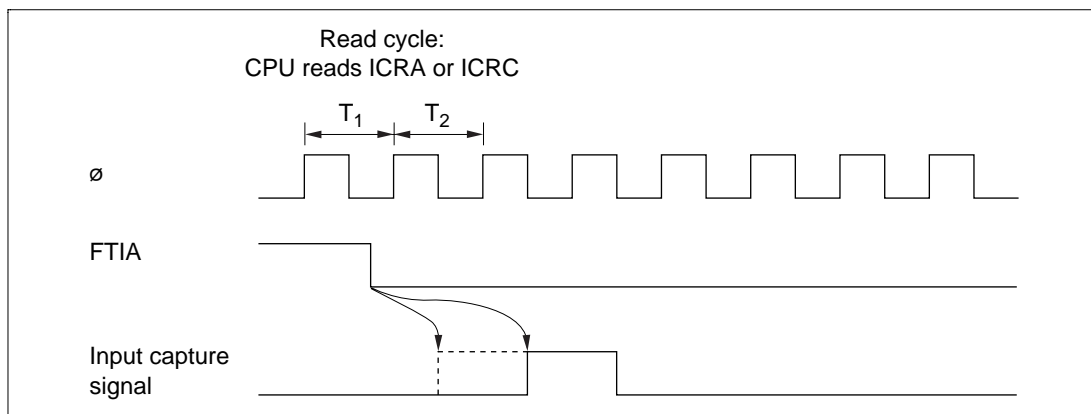 Read cycle:
CPU reads ICRA or ICRC
T₁ T₂
ø
FTIA
Input capture
signal